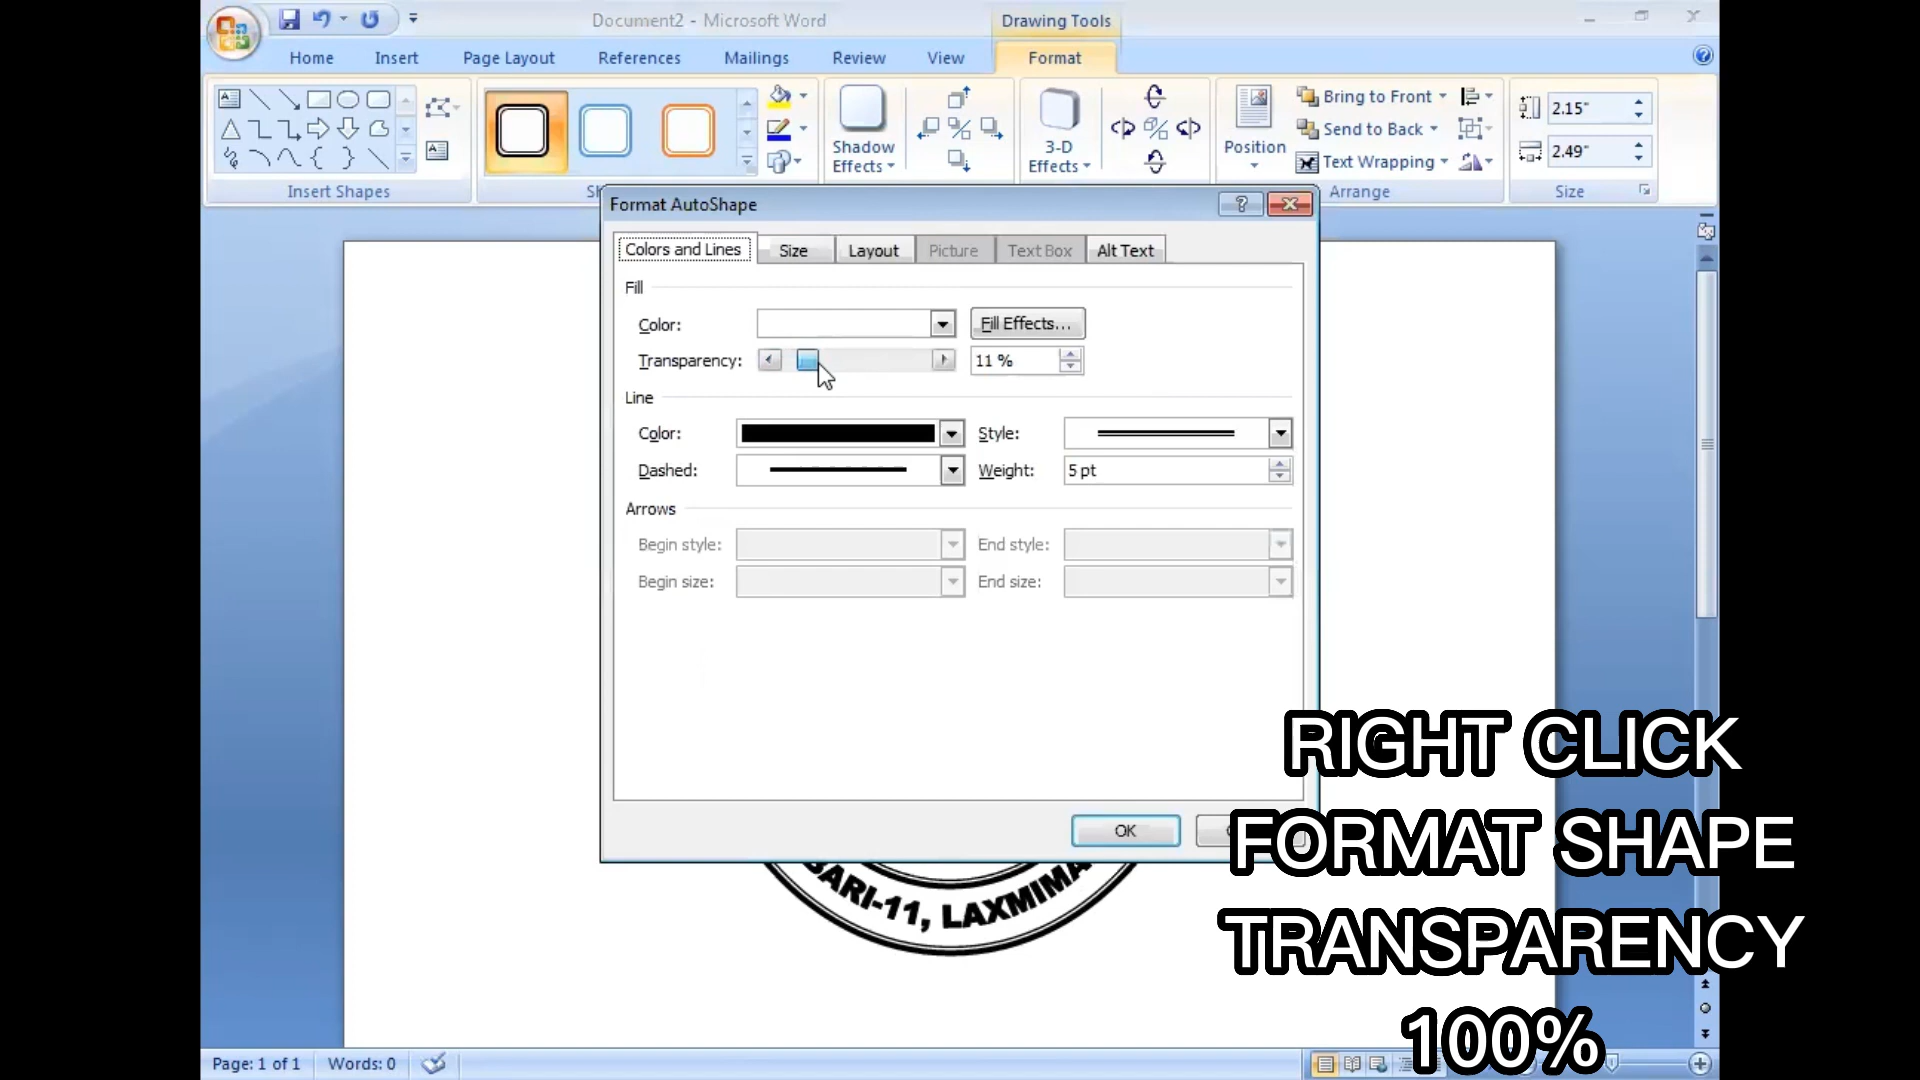 Document2 - Microsoft Word
Drawing Tools
Home Insert Page Layout References Mailings Review View Format
Shadow Effects
3-D Effects
Position
Bring to Front
Send to Back
Text Wrapping
2.15"
2.49"
Insert Shapes
Arrange
Size
Format AutoShape
Colors and Lines Size Layout Picture Text Box Alt Text
Fill
Color:
Fill Effects...
Transparency: 11 %
Line
Color: Style:
Dashed: Weight: 5 pt
Arrows
Begin style: End style:
Begin size: End size:
OK
RIGHT CLICK
FORMAT SHAPE
TRANSPARENCY
100%
-11, LAXMIMA
Page: 1 of 1 Words: 0